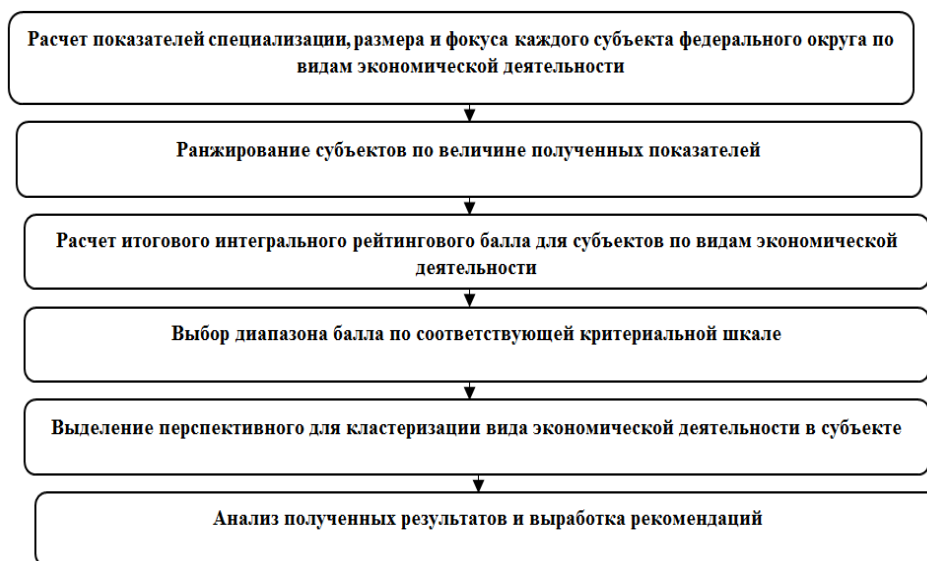 Расчет показателей специализации, размера и фокуса каждого субъекта федерального округа по
видам экономической деятельности
Ранжирование субъектов по величине полученных показателей
Расчет итогового интегрального рейтингового балла для субъектов по видам экономической
деятельности
Выбор диапазона балла по соответствующей критериальной шкале
Выделение перспективного для кластеризации вида экономической деятельности в субъекте
Анализ полученных результатов и выработка рекомендаций